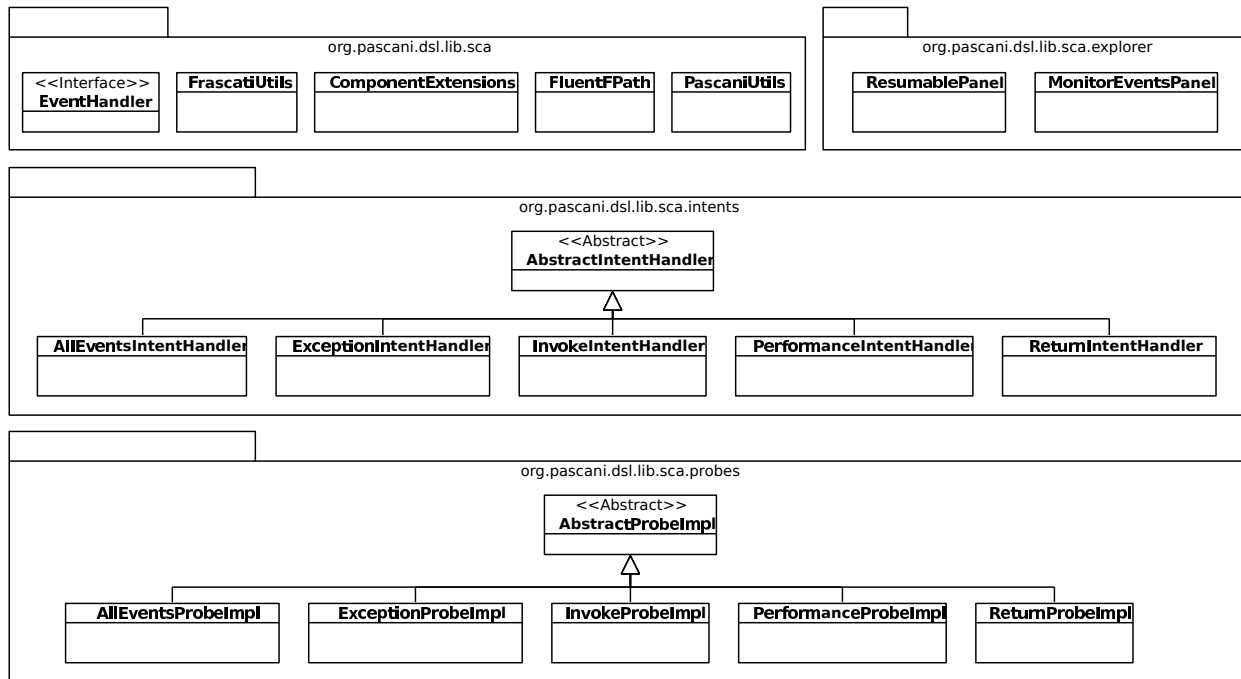 org.pascani.dsl.lib.sca
<<Interface>>
EventHandler
FrascatiUtils
ComponentExtensions
FluentFPath
PascaniUtils
org.pascani.dsl.lib.sca.explorer
ResumablePanel
MonitorEventsPanel
org.pascani.dsl.lib.sca.intents
<<Abstract>>
AbstractIntentHandler
AllEventsIntentHandler
ExceptionIntentHandler
InvokeIntentHandler
PerformanceIntentHandler
ReturnIntentHandler
org.pascani.dsl.lib.sca.probes
<<Abstract>>
AbstractProbeImpl
AllEventsProbeImpl
ExceptionProbeImpl
InvokeProbeImpl
PerformanceProbeImpl
ReturnProbeImpl